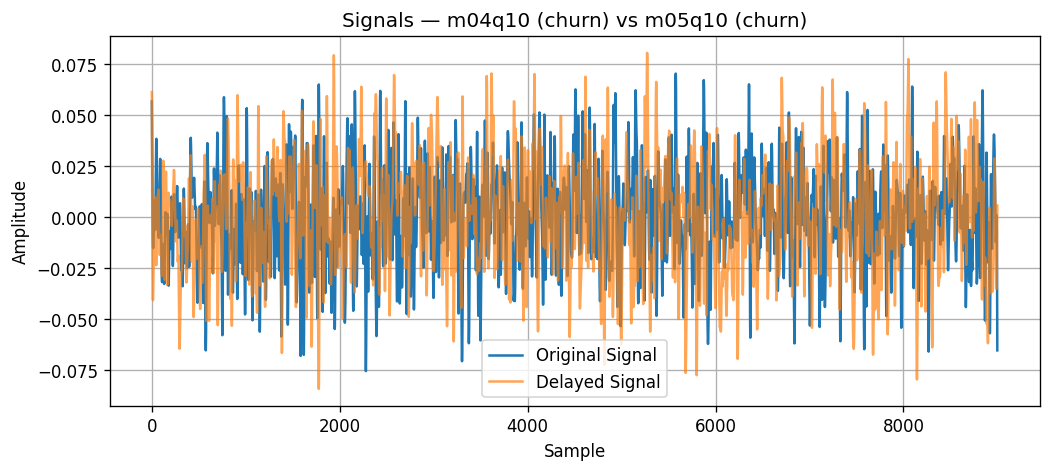 Signals — m04q10 (churn) vs m05q10 (churn)
0.075
0.050
0.025
0.000
−0.025
−0.050
−0.075
Amplitude
Original Signal
Delayed Signal
0 2000 4000 6000 8000
Sample